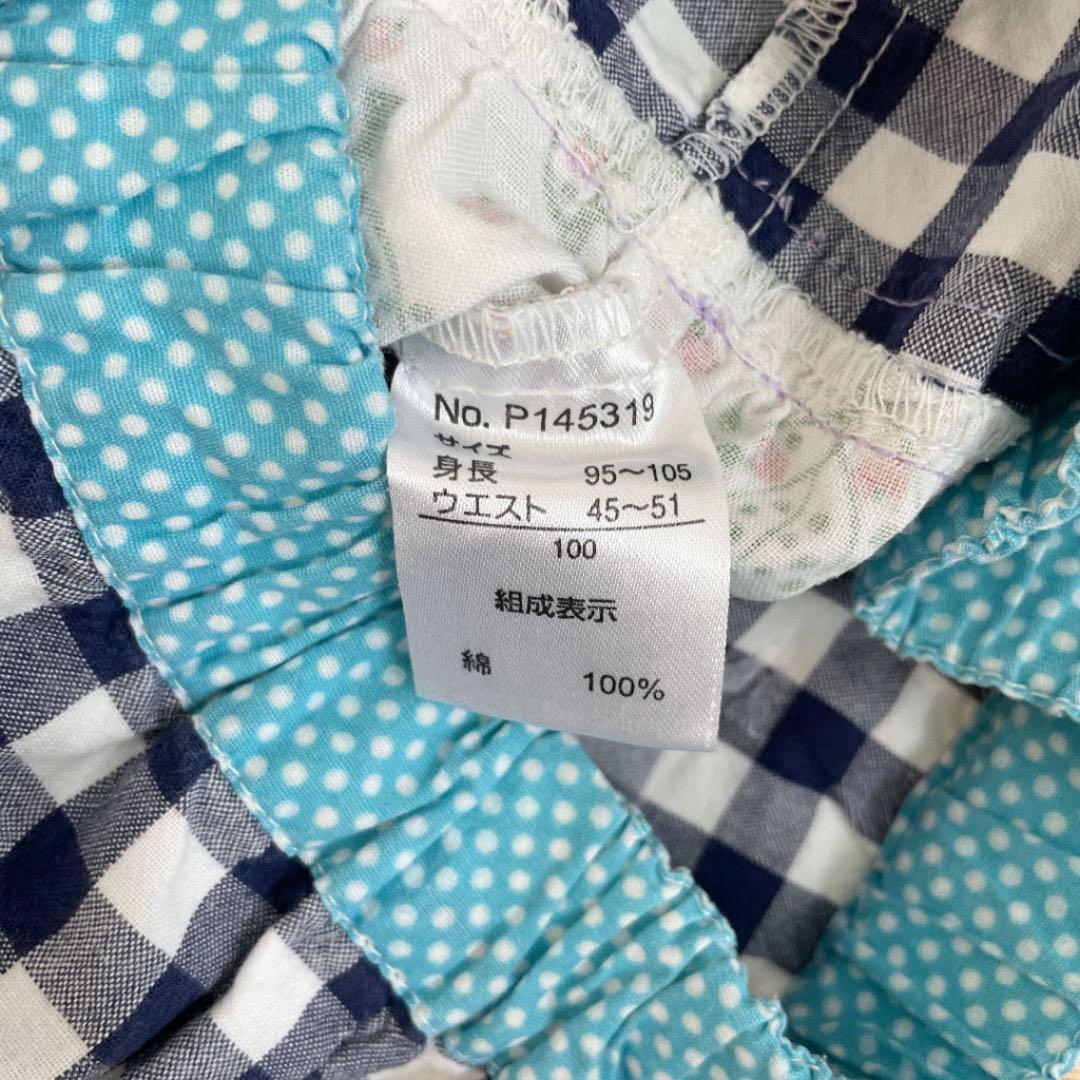 No. P145319
サイズ
身長 95～105
ウエスト 45～51
100
組成表示
綿 100%